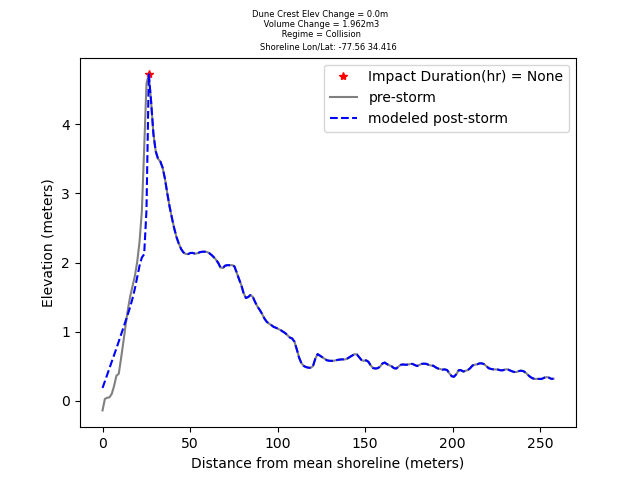 Dune Crest Elev Change = 0.0m
Volume Change = 1.962m3
Regime = Collision
Shoreline Lon/Lat: -77.56 34.416
Impact Duration(hr) = None
pre-storm
modeled post-storm
Elevation (meters)
4
3
2
1
0
0 50 100 150 200 250
Distance from mean shoreline (meters)